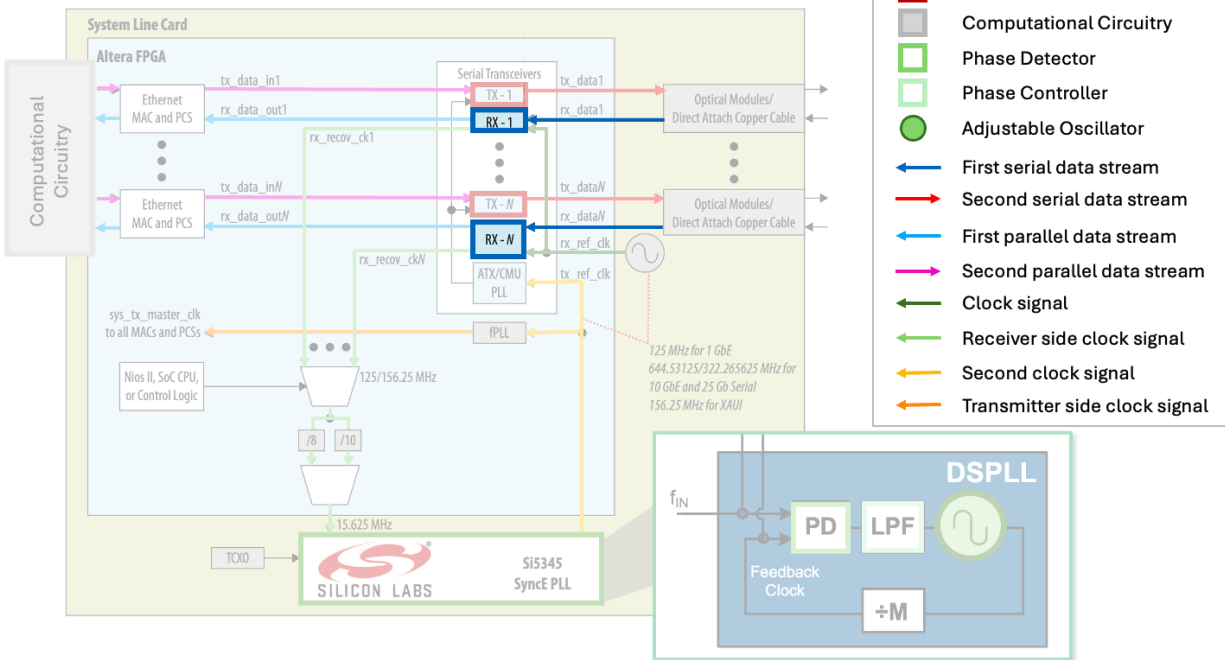 System Line Card
Altera FPGA
Computational
Circuitry
Ethernet
MAC and PCS
tx_data_in1
rx_data_out1
Serial Transceivers
TX - 1
RX - 1
tx_data1
rx_data1
Optical Modules/
Direct Attach Copper Cable
rx_recov_ck1
Ethernet
MAC and PCS
tx_data_inN
rx_data_outN
TX - N
RX - N
tx_dataN
rx_dataN
Optical Modules/
Direct Attach Copper Cable
rx_recov_ckN
rx_ref_clk
ATX/CMU
PLL
tx_ref_clk
sys_tx_master_clk
to all MACs and PCSs
fPLL
125 MHz for 1 GbE
644.53125/322.265625 MHz for
10 GbE and 25 Gb Serial
156.25 MHz for XAUI
Nios II, SoC CPU,
or Control Logic
125/156.25 MHz
/8
/10
15.625 MHz
TCXO
SILICON LABS
®
Si5345
SyncE PLL
DSPLL
fIN
PD
LPF
Feedback
Clock
÷M
Computational Circuitry
Phase Detector
Phase Controller
Adjustable Oscillator
First serial data stream
Second serial data stream
First parallel data stream
Second parallel data stream
Clock signal
Receiver side clock signal
Second clock signal
Transmitter side clock signal